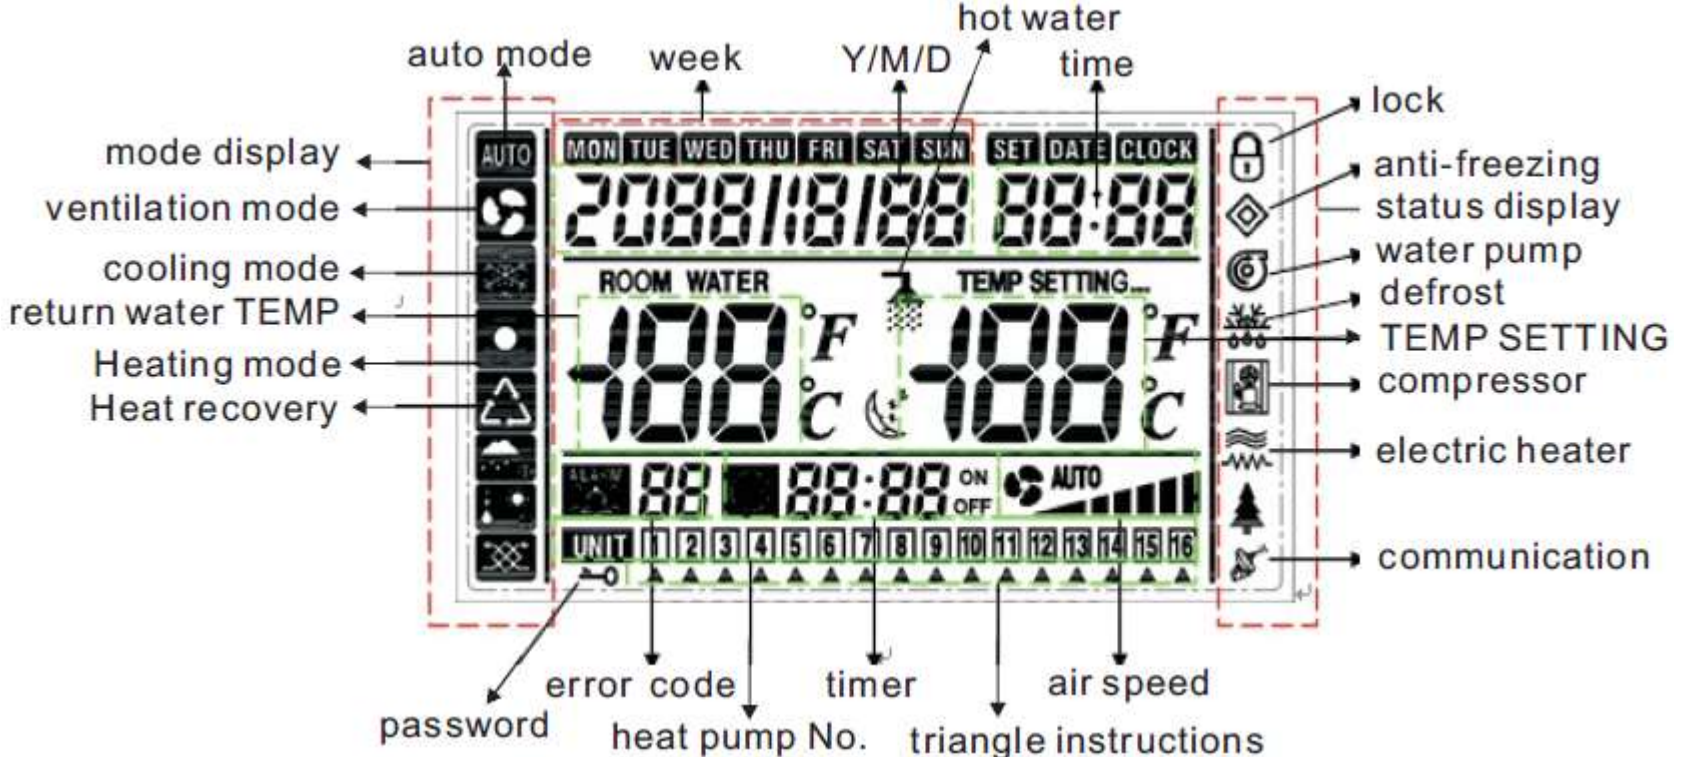 hot water
auto mode
week
Y/M/D
time
lock
mode display
AUTO
MON TUE WED THU FRI SAT SUN
SET DATE CLOCK
anti-freezing
ventilation mode
2088/18/88
88:88
status display
water pump
cooling mode
ROOM WATER
TEMP SETTING...
defrost
return water TEMP
188
°F
°C
188
°F
°C
TEMP SETTING
Heating mode
compressor
Heat recovery
electric heater
ALARM
88
88:88
ON
OFF
AUTO
UNIT 1 2 3 4 5 6 7 8 9 10 11 12 13 14 15 16
communication
error code
timer
air speed
password
heat pump No.
triangle instructions